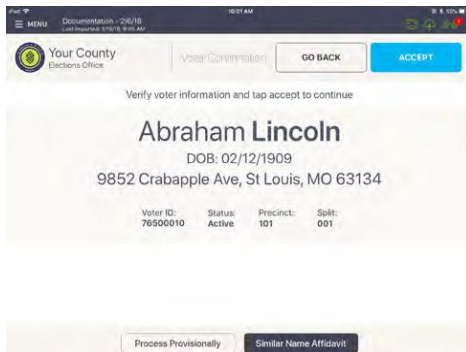 iPad 10:01 AM
MENU Documentation - 2/6/18
Last Imported:
Your County
Elections Office
Voter Confirmation
GO BACK
ACCEPT
Verify voter information and tap accept to continue
Abraham Lincoln
DOB: 02/12/1909
9852 Crabapple Ave, St Louis, MO 63134
Voter ID: Status: Precinct: Split:
76500010 Active 101 001
Process Provisionally
Similar Name Affidavit